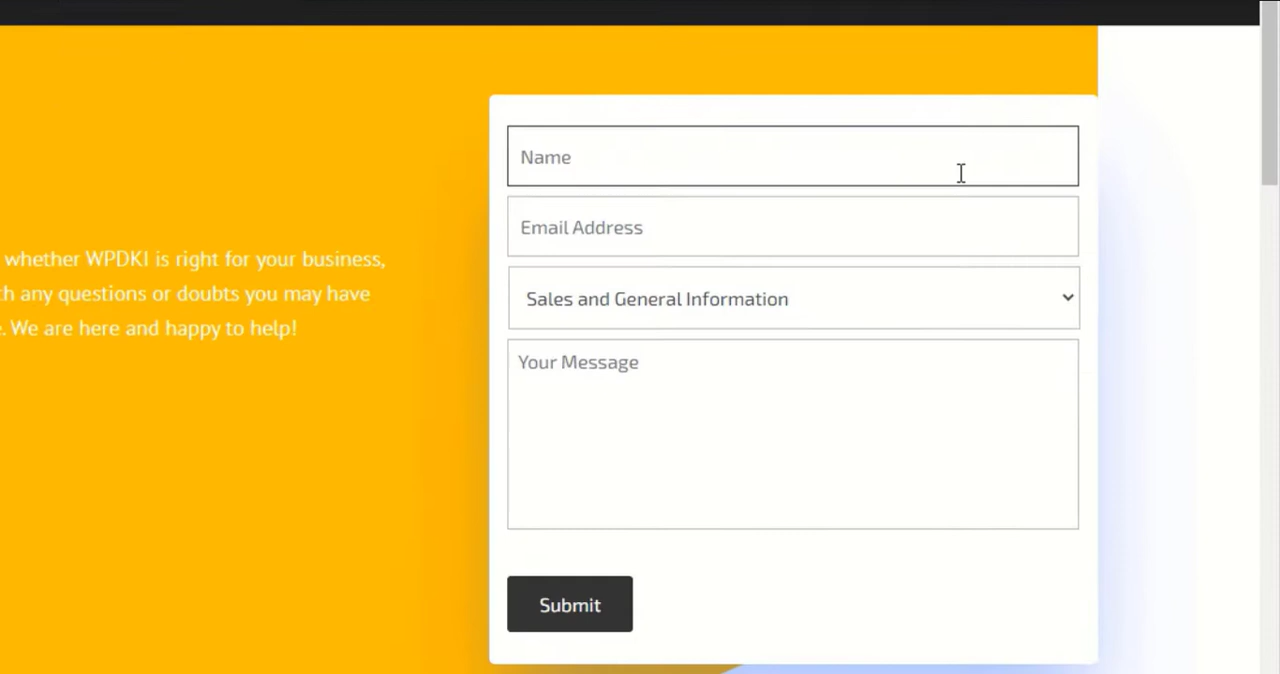 whether WPDKI is right for your business,
any questions or doubts you may have
We are here and happy to help!
Name
Email Address
Sales and General Information
Your Message
Submit